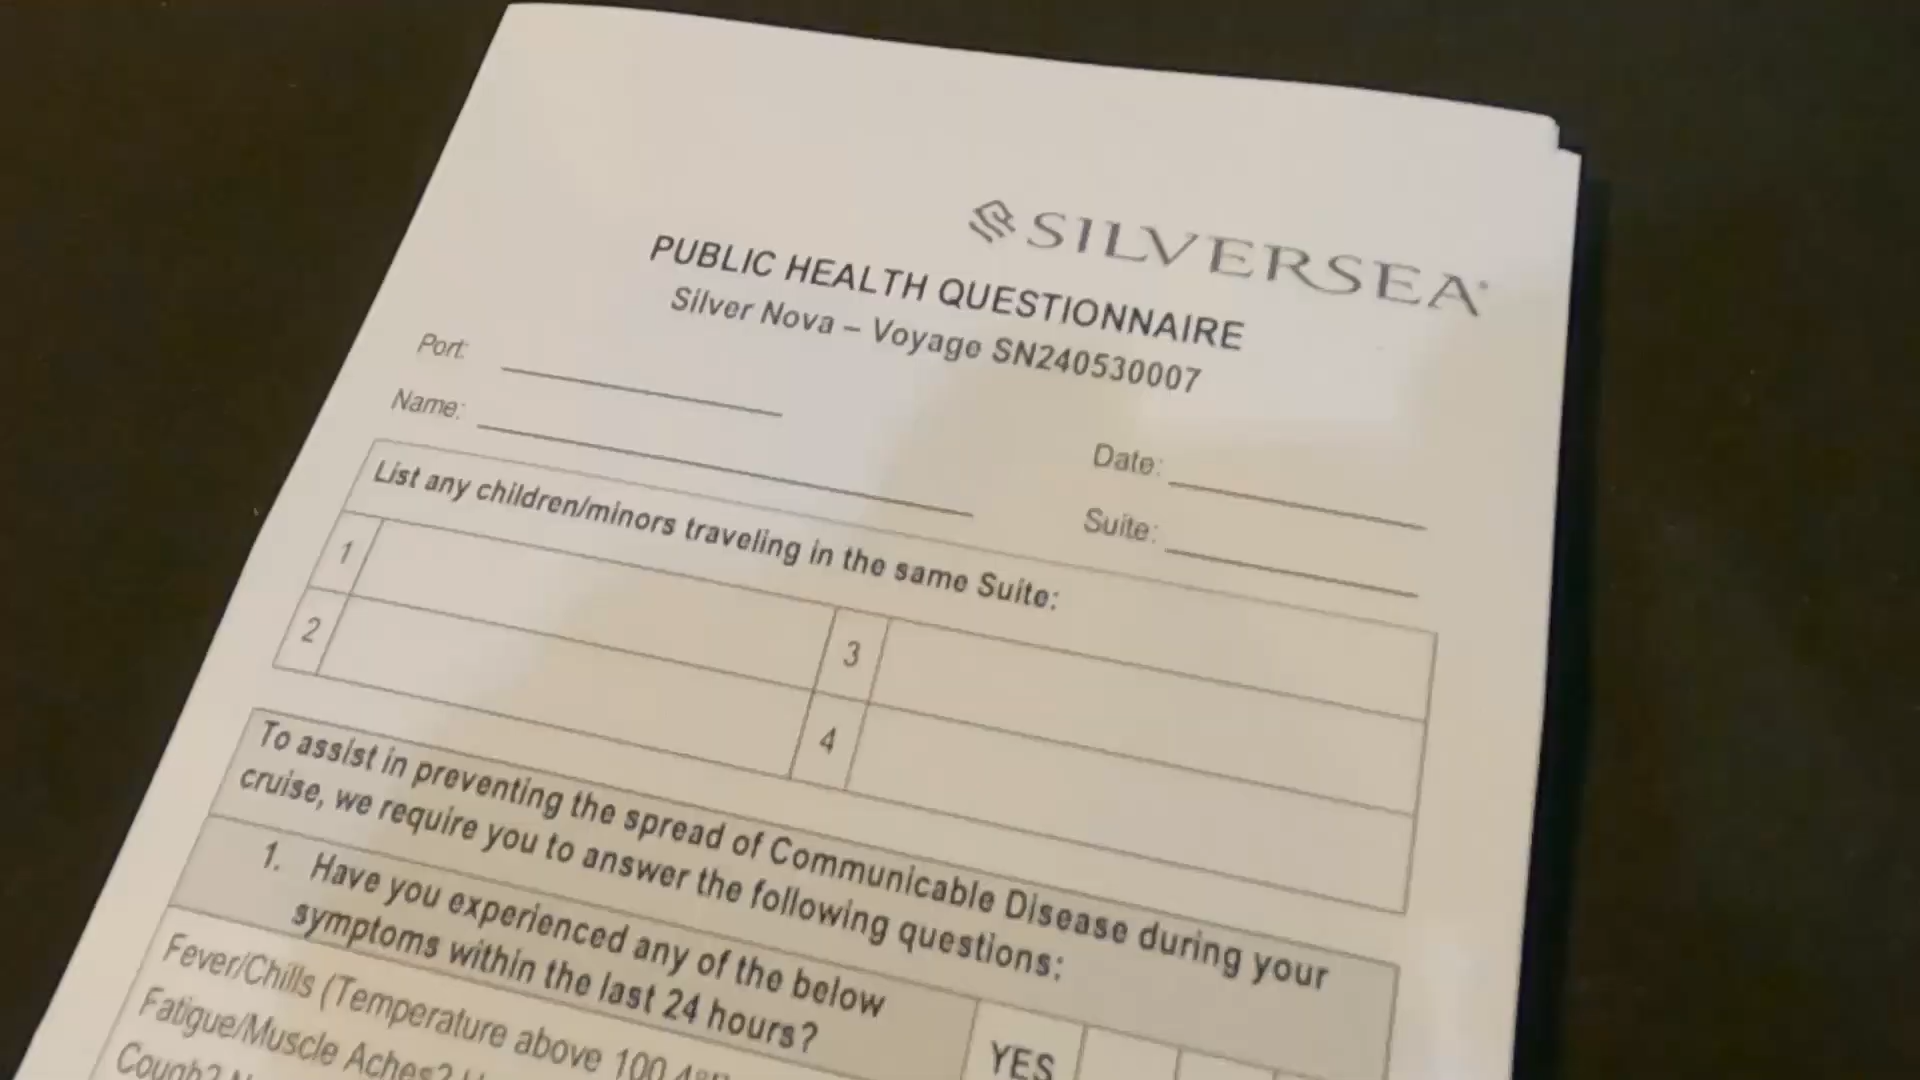 SILVERSEA®
PUBLIC HEALTH QUESTIONNAIRE
Silver Nova – Voyage SN240530007
Port:
Name:
Date:
Suite:
List any children/minors traveling in the same Suite:
1
2
3
4
To assist in preventing the spread of Communicable Disease during your
cruise, we require you to answer the following questions:
1. Have you experienced any of the below
symptoms within the last 24 hours?
YES
Fever/Chills (Temperature above 100.4°
Fatigue/Muscle Aches?
Cough?